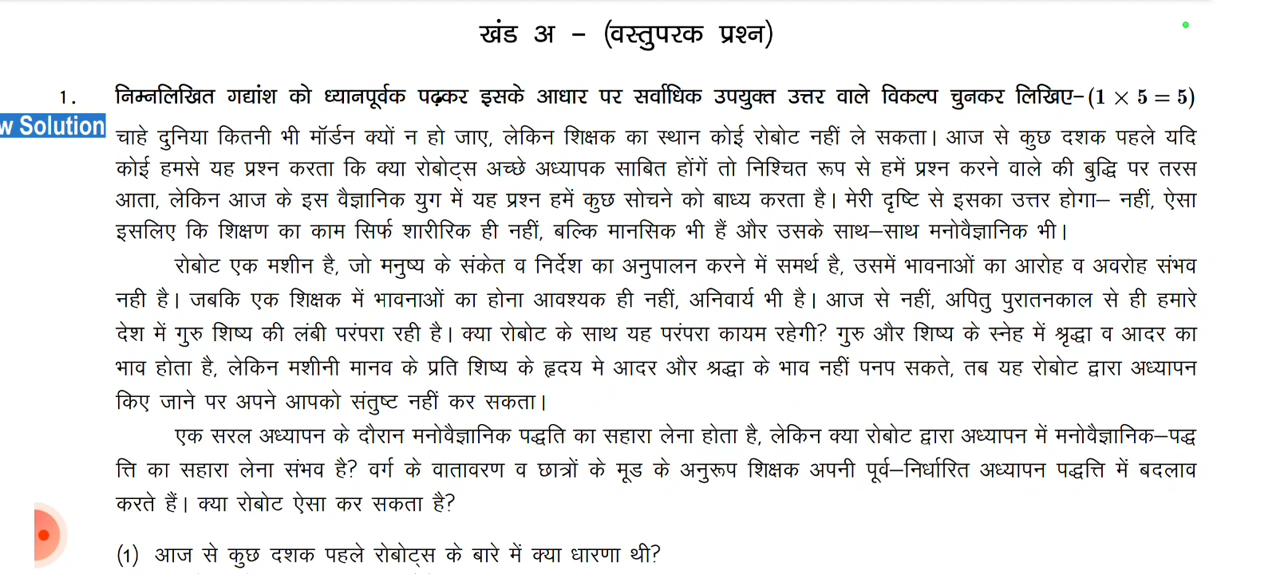 खंड अ – (वस्तुपरक प्रश्न)
1. निम्नलिखित गद्यांश को ध्यानपूर्वक पढ़कर इसके आधार पर सर्वाधिक उपयुक्त उत्तर वाले विकल्प चुनकर लिखिए–(1 × 5 = 5)
w Solution
चाहे दुनिया कितनी भी मॉर्डन क्यों न हो जाए, लेकिन शिक्षक का स्थान कोई रोबोट नहीं ले सकता। आज से कुछ दशक पहले यदि
कोई हमसे यह प्रश्न करता कि क्या रोबोट्स अच्छे अध्यापक साबित होंगें तो निश्चित रूप से हमें प्रश्न करने वाले की बुद्धि पर तरस
आता, लेकिन आज के इस वैज्ञानिक युग में यह प्रश्न हमें कुछ सोचने को बाध्य करता है। मेरी दृष्टि से इसका उत्तर होगा– नहीं, ऐसा
इसलिए कि शिक्षण का काम सिर्फ शारीरिक ही नहीं, बल्कि मानसिक भी हैं और उसके साथ–साथ मनोवैज्ञानिक भी।
रोबोट एक मशीन है, जो मनुष्य के संकेत व निर्देश का अनुपालन करने में समर्थ है, उसमें भावनाओं का आरोह व अवरोह संभव
नही है। जबकि एक शिक्षक में भावनाओं का होना आवश्यक ही नहीं, अनिवार्य भी है। आज से नहीं, अपितु पुरातनकाल से ही हमारे
देश में गुरु शिष्य की लंबी परंपरा रही है। क्या रोबोट के साथ यह परंपरा कायम रहेगी? गुरु और शिष्य के स्नेह में श्रृद्धा व आदर का
भाव होता है, लेकिन मशीनी मानव के प्रति शिष्य के हृदय मे आदर और श्रद्धा के भाव नहीं पनप सकते, तब यह रोबोट द्वारा अध्यापन
किए जाने पर अपने आपको संतुष्ट नहीं कर सकता।
एक सरल अध्यापन के दौरान मनोवैज्ञानिक पद्धति का सहारा लेना होता है, लेकिन क्या रोबोट द्वारा अध्यापन में मनोवैज्ञानिक–पद्ध
त्ति का सहारा लेना संभव है? वर्ग के वातावरण व छात्रों के मूड के अनुरूप शिक्षक अपनी पूर्व–निर्धारित अध्यापन पद्धत्ति में बदलाव
करते हैं। क्या रोबोट ऐसा कर सकता है?
(1) आज से कुछ दशक पहले रोबोट्स के बारे में क्या धारणा थी?